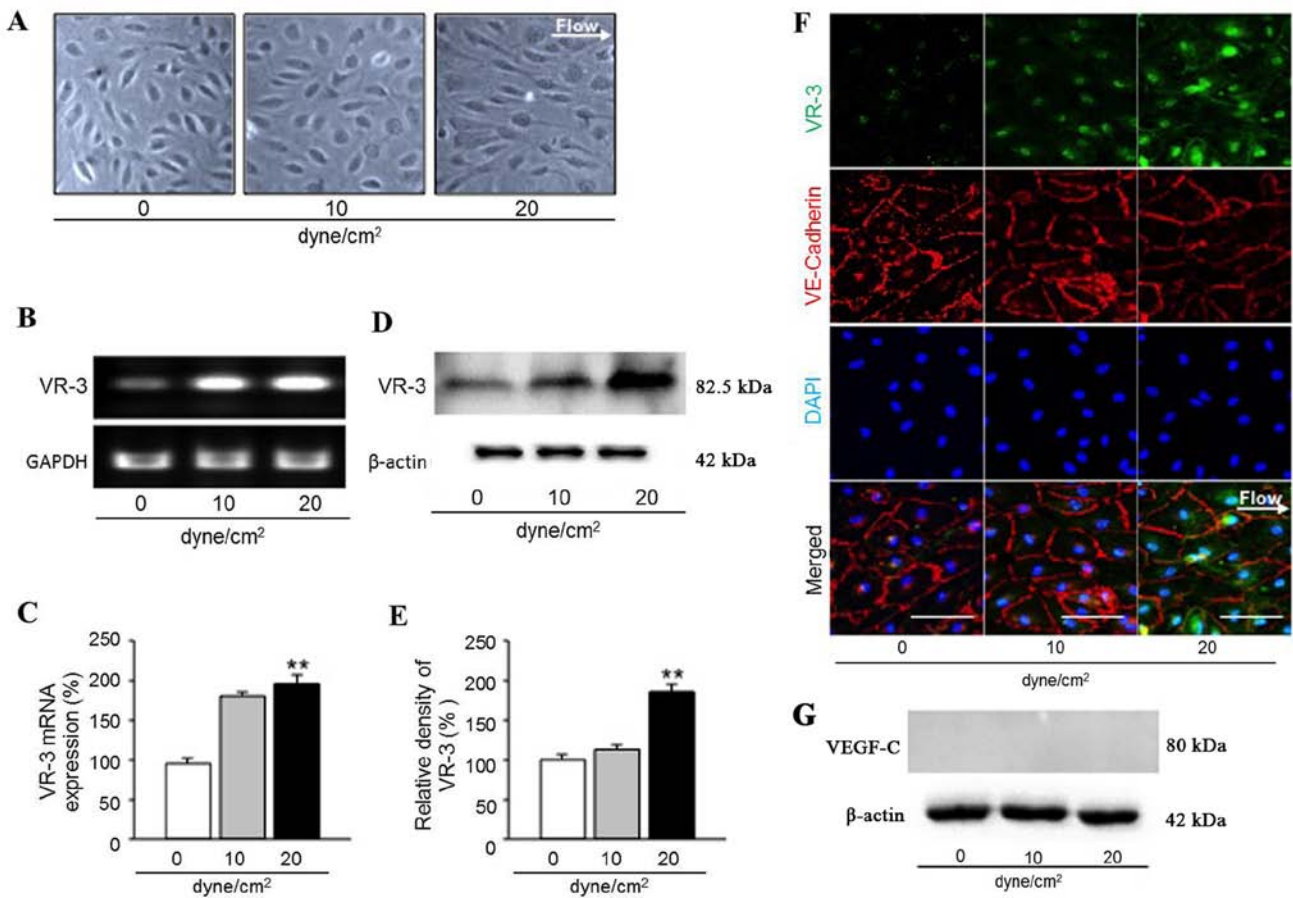 A
Flow
0 10 20
dyne/cm²
B
VR-3
GAPDH
0 10 20
dyne/cm²
D
VR-3 82.5 kDa
β-actin 42 kDa
0 10 20
dyne/cm²
C
VR-3 mRNA
expression (%)
250
200
150
100
50
0
**
0 10 20
dyne/cm²
E
Relative density of
VR-3 (%)
250
200
150
100
50
0
**
0 10 20
dyne/cm²
F
VR-3
VE-Cadherin
DAPI
Merged
Flow
0 10 20
dyne/cm²
G
VEGF-C 80 kDa
β-actin 42 kDa
0 10 20
dyne/cm²